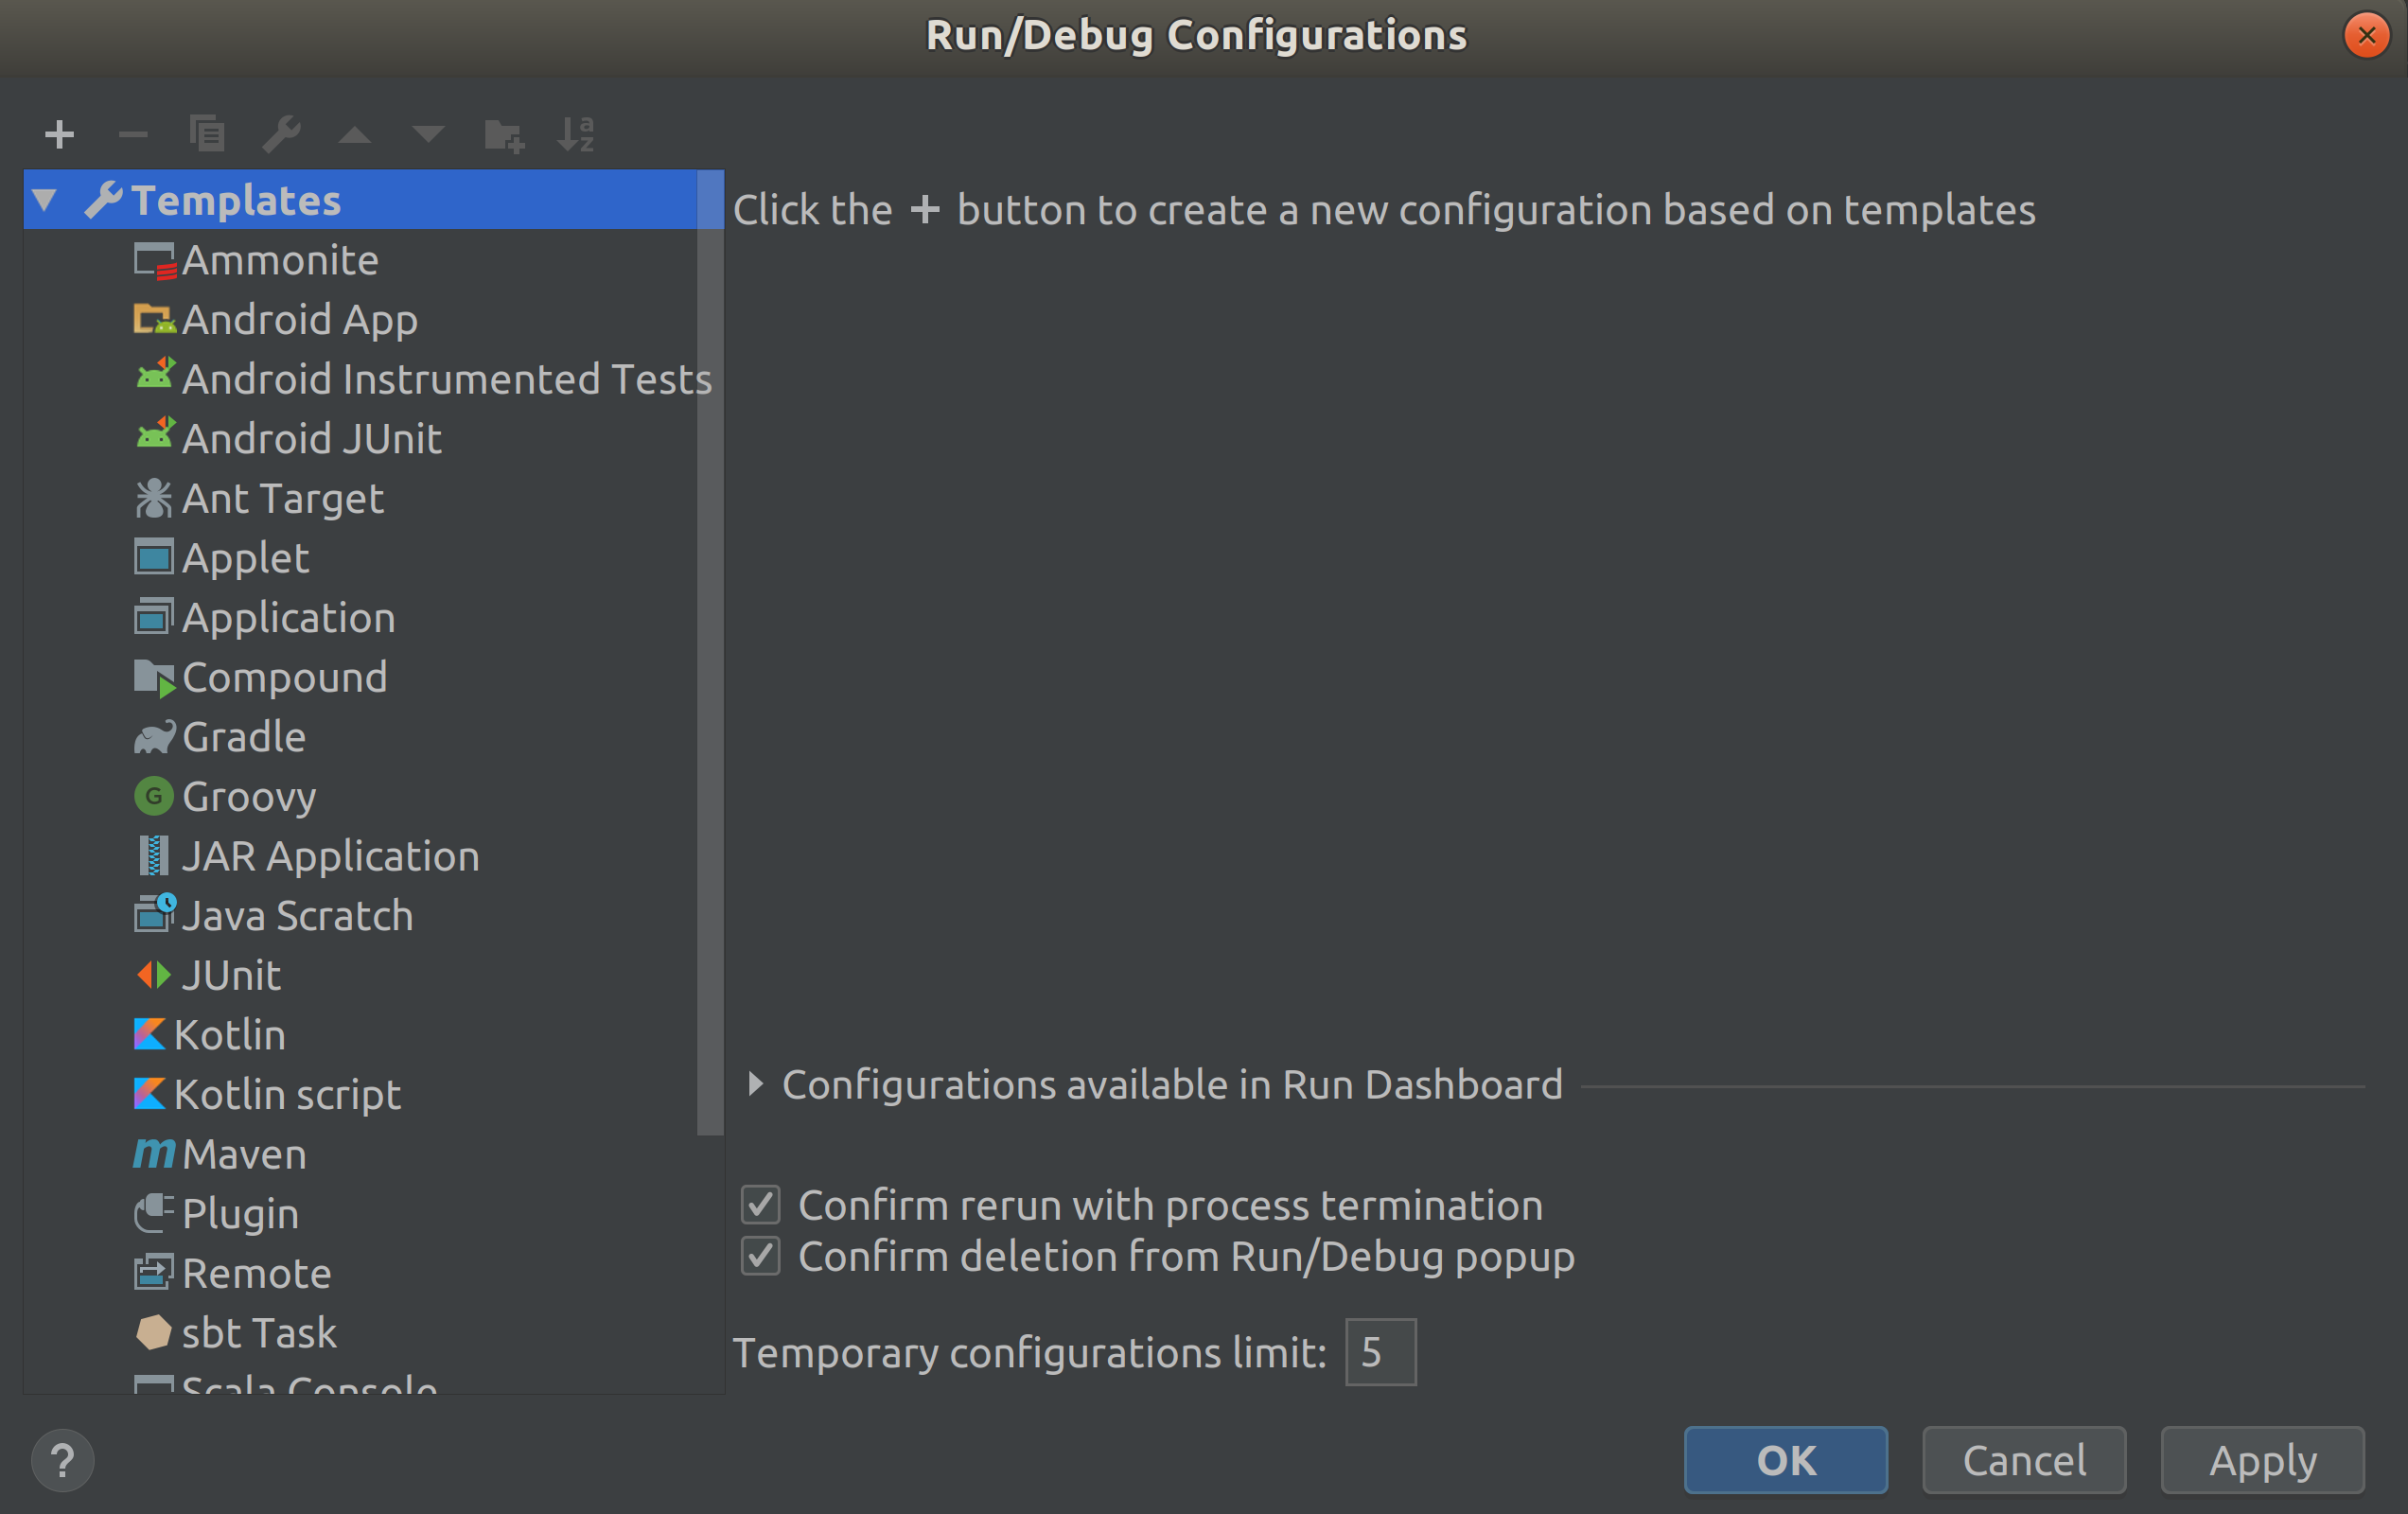 Run/Debug Configurations
Templates
Click the + button to create a new configuration based on templates
Ammonite
Android App
Android Instrumented Tests
Android JUnit
Ant Target
Applet
Application
Compound
Gradle
Groovy
JAR Application
Java Scratch
JUnit
Kotlin
Kotlin script
Maven
Plugin
Remote
sbt Task
Scala Console
Configurations available in Run Dashboard
Confirm rerun with process termination
Confirm deletion from Run/Debug popup
Temporary configurations limit: 5
?
OK
Cancel
Apply